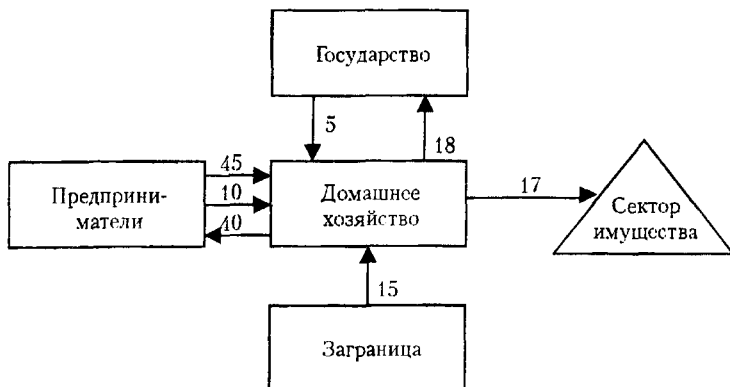 Государство
5
18
45
10
40
Предприни-
матели
Домашнее
хозяйство
17
Сектор
имущества
15
Заграница